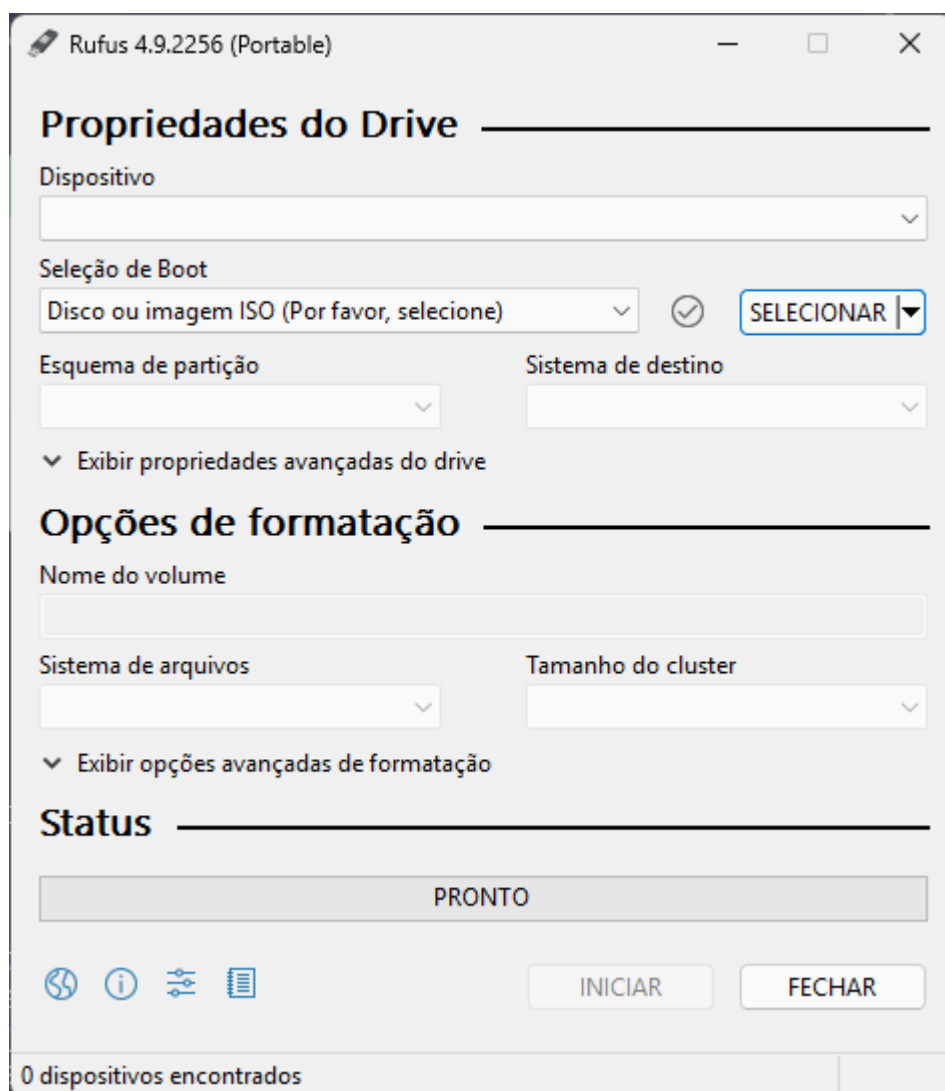 Rufus 4.9.2256 (Portable)
Propriedades do Drive
Dispositivo
Seleção de Boot
Disco ou imagem ISO (Por favor, selecione)
SELECIONAR
Esquema de partição
Sistema de destino
Exibir propriedades avançadas do drive
Opções de formatação
Nome do volume
Sistema de arquivos
Tamanho do cluster
Exibir opções avançadas de formatação
Status
PRONTO
INICIAR
FECHAR
0 dispositivos encontrados